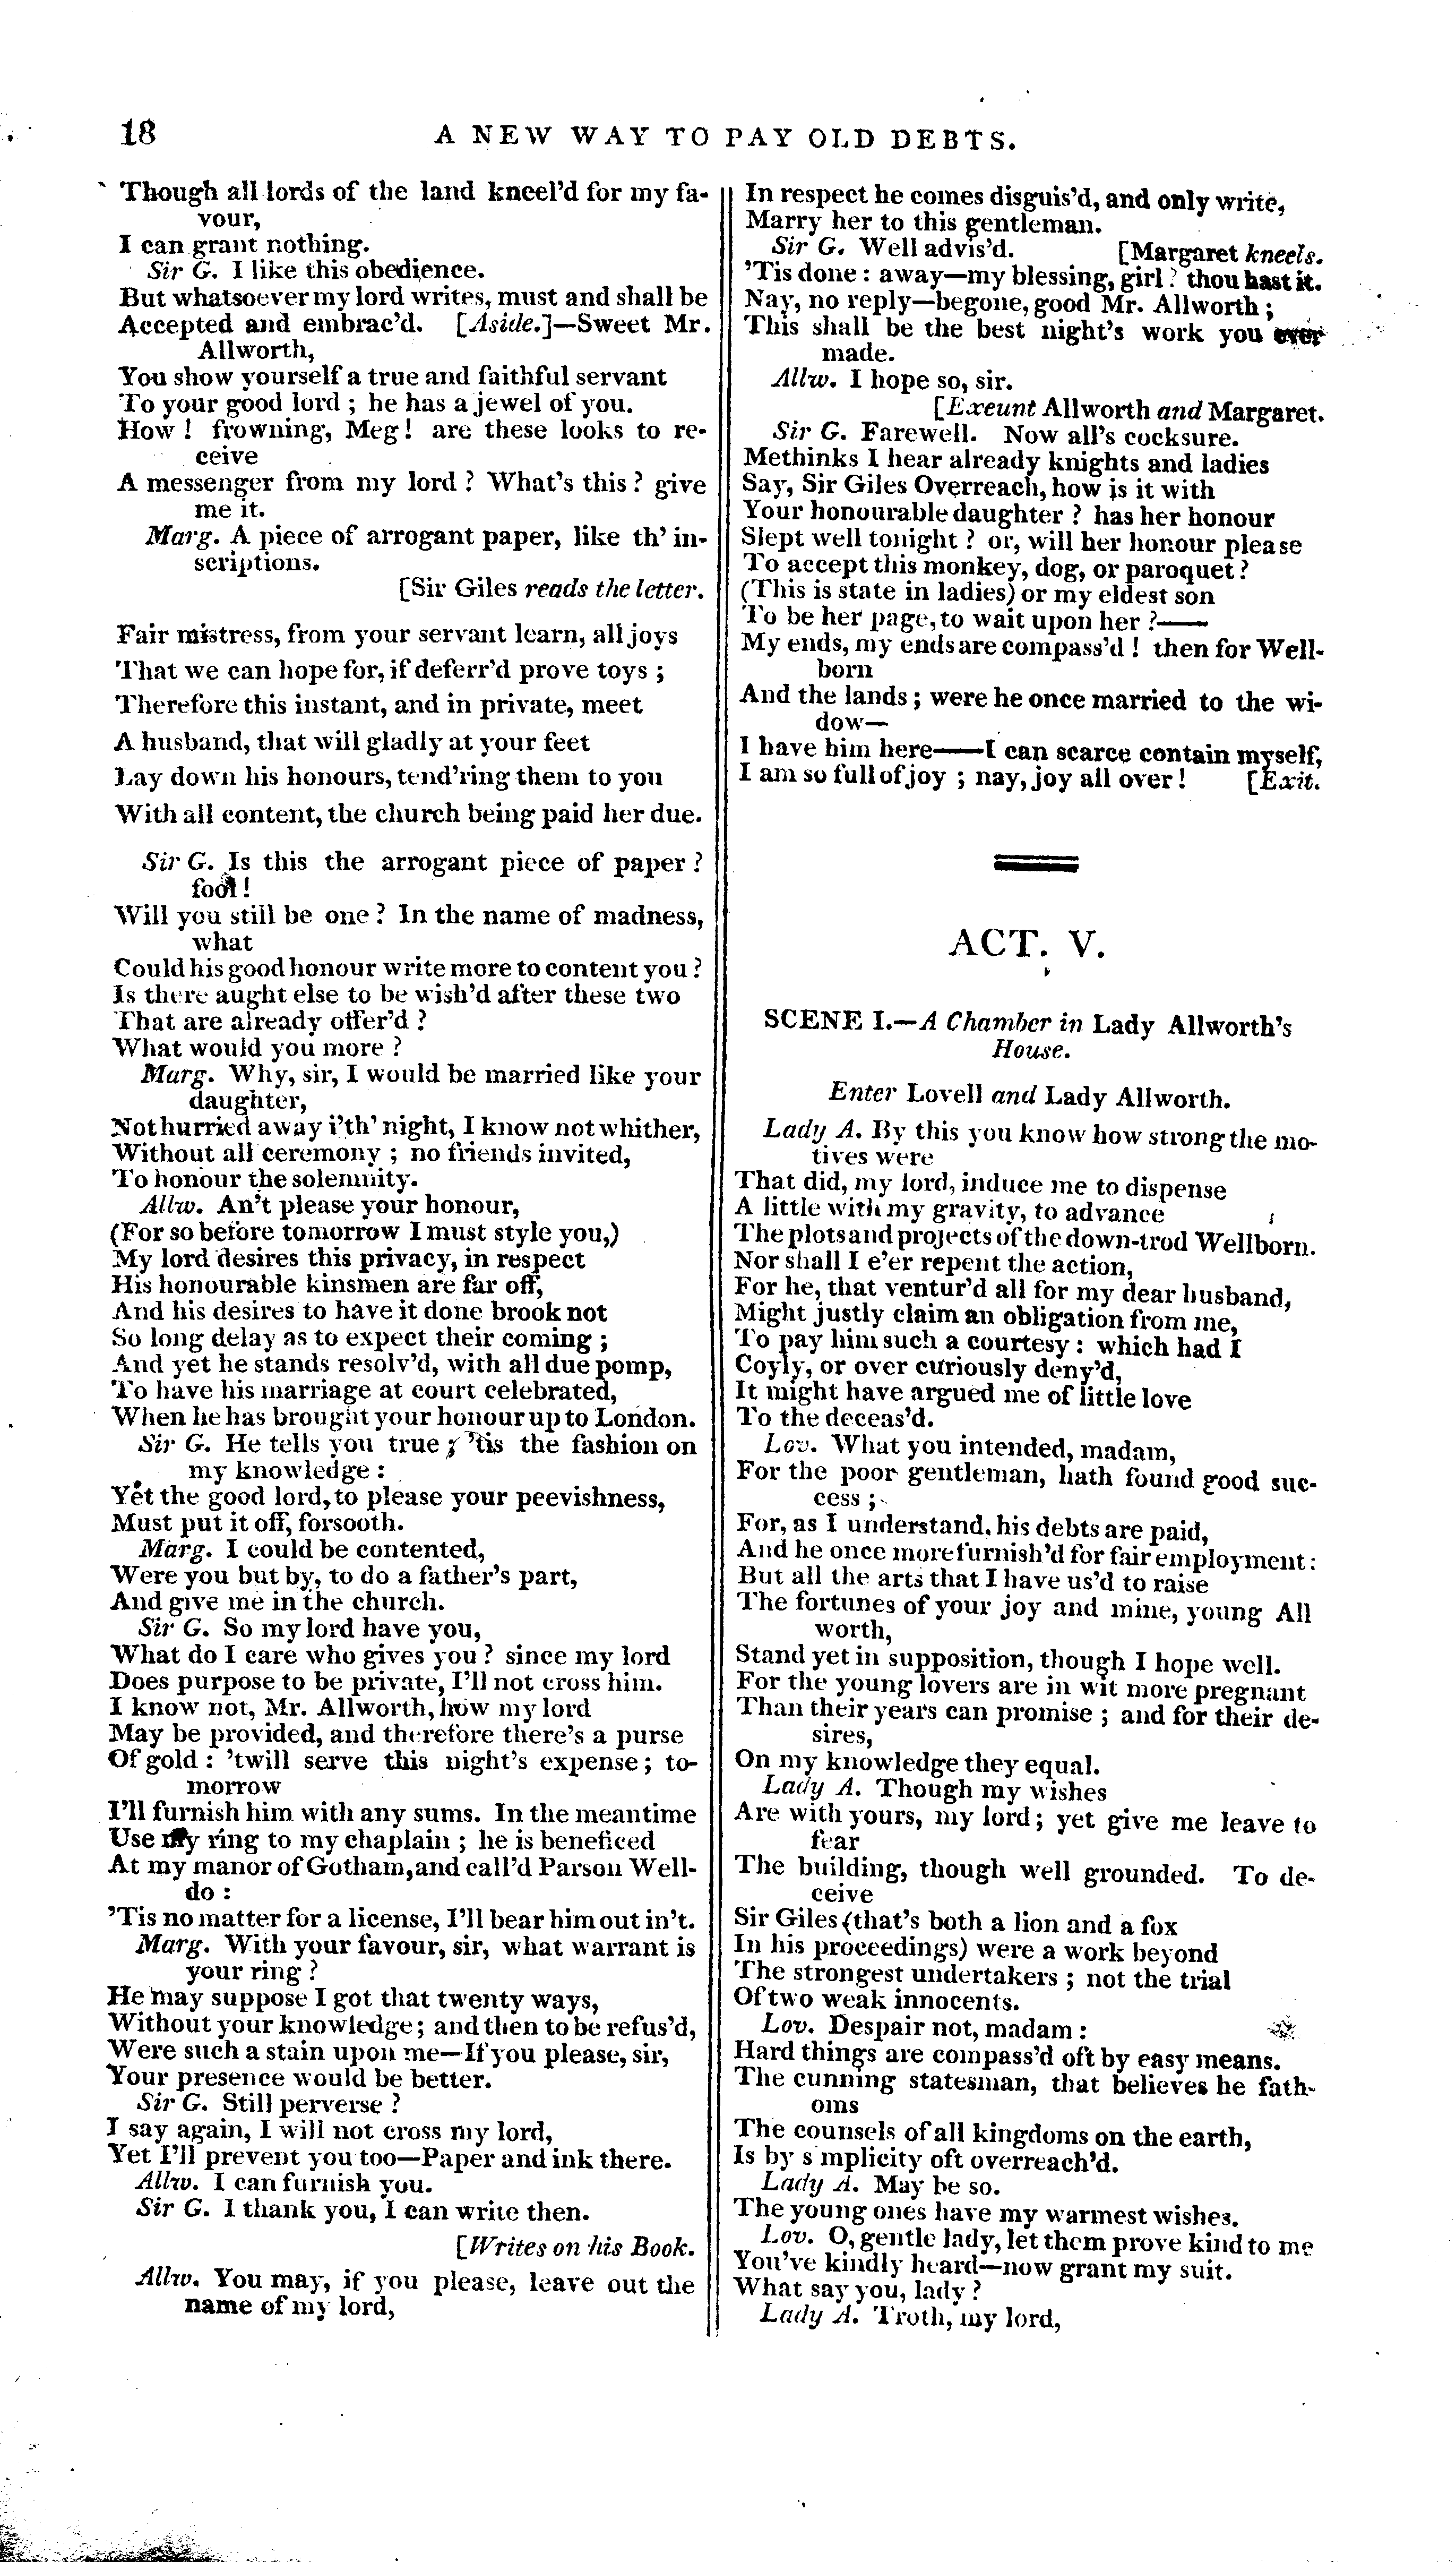 18
A NEW WAY TO PAY OLD DEBTS.
Though all lords of the land kneel'd for my fa-
vour,
I can grant nothing.
Sir G. I like this obedience.
But whatsoever my lord writes, must and shall be
Accepted and embrac'd. [Aside.]—Sweet Mr.
Allworth,
You show yourself a true and faithful servant
To your good lord ; he has a jewel of you.
How ! frowning, Meg! are these looks to re-
ceive
A messenger from my lord ? What's this ? give
me it.
Marg. A piece of arrogant paper, like th' in-
scriptions.
[Sir Giles reads the letter.
Fair mistress, from your servant learn, all joys
That we can hope for, if deferr'd prove toys ;
Therefore this instant, and in private, meet
A husband, that will gladly at your feet
Lay down his honours, tend'ring them to you
With all content, the church being paid her due.
Sir G. Is this the arrogant piece of paper ?
fool !
Will you still be one ? In the name of madness,
what
Could his good honour write more to content you ?
Is there aught else to be wish'd after these two
That are already offer'd ?
What would you more ?
Marg. Why, sir, I would be married like your
daughter,
Not hurried away i'th' night, I know not whither,
Without all ceremony ; no friends invited,
To honour the solemnity.
Allw. An't please your honour,
(For so before tomorrow I must style you,)
My lord desires this privacy, in respect
His honourable kinsmen are far off,
And his desires to have it done brook not
So long delay as to expect their coming ;
And yet he stands resolv'd, with all due pomp,
To have his marriage at court celebrated,
When he has brought your honour up to London.
Sir G. He tells you true ; 'tis the fashion on
my knowledge :
Yet the good lord, to please your peevishness,
Must put it off, forsooth.
Marg. I could be contented,
Were you but by, to do a father's part,
And give me in the church.
Sir G. So my lord have you,
What do I care who gives you ? since my lord
Does purpose to be private, I'll not cross him.
I know not, Mr. Allworth, how my lord
May be provided, and therefore there's a purse
Of gold : 'twill serve this night's expense ; to-
morrow
I'll furnish him with any sums. In the meantime
Use my ring to my chaplain ; he is beneficed
At my manor of Gotham, and call'd Parson Well-
do :
'Tis no matter for a license, I'll bear him out in't.
Marg. With your favour, sir, what warrant is
your ring ?
He may suppose I got that twenty ways,
Without your knowledge ; and then to be refus'd,
Were such a stain upon me—If you please, sir,
Your presence would be better.
Sir G. Still perverse ?
I say again, I will not cross my lord,
Yet I'll prevent you too—Paper and ink there.
Allw. I can furnish you.
Sir G. I thank you, I can write then.
[Writes on his Book.
Allw. You may, if you please, leave out the
name of my lord,
In respect he comes disguis'd, and only write,
Marry her to this gentleman.
Sir G. Well advis'd. [Margaret kneels.
'Tis done : away—my blessing, girl ? thou hast it.
Nay, no reply—begone, good Mr. Allworth ;
This shall be the best night's work you ever
made.
Allw. I hope so, sir.
[Exeunt Allworth and Margaret.
Sir G. Farewell. Now all's cocksure.
Methinks I hear already knights and ladies
Say, Sir Giles Overreach, how is it with
Your honourable daughter ? has her honour
Slept well tonight ? or, will her honour please
To accept this monkey, dog, or paroquet ?
(This is state in ladies) or my eldest son
To be her page, to wait upon her ?——
My ends, my ends are compass'd ! then for Well-
born
And the lands ; were he once married to the wi-
dow—
I have him here——I can scarce contain myself,
I am so full of joy ; nay, joy all over ! [Exit.
ACT. V.
SCENE I.—A Chamber in Lady Allworth's
House.
Enter Lovell and Lady Allworth.
Lady A. By this you know how strong the mo-
tives were
That did, my lord, induce me to dispense
A little with my gravity, to advance
The plots and projects of the down-trod Wellborn.
Nor shall I e'er repent the action,
For he, that ventur'd all for my dear husband,
Might justly claim an obligation from me,
To pay him such a courtesy : which had I
Coyly, or over curiously deny'd,
It might have argued me of little love
To the deceas'd.
Lov. What you intended, madam,
For the poor gentleman, hath found good suc-
cess ;
For, as I understand, his debts are paid,
And he once more furnish'd for fair employment :
But all the arts that I have us'd to raise
The fortunes of your joy and mine, young All
worth,
Stand yet in supposition, though I hope well.
For the young lovers are in wit more pregnant
Than their years can promise ; and for their de-
sires,
On my knowledge they equal.
Lady A. Though my wishes
Are with yours, my lord ; yet give me leave to
fear
The building, though well grounded. To de-
ceive
Sir Giles (that's both a lion and a fox
In his proceedings) were a work beyond
The strongest undertakers ; not the trial
Of two weak innocents.
Lov. Despair not, madam :
Hard things are compass'd oft by easy means.
The cunning statesman, that believes he fath-
oms
The counsels of all kingdoms on the earth,
Is by s mplicity oft overreach'd.
Lady A. May be so.
The young ones have my warmest wishes.
Lov. O, gentle lady, let them prove kind to me
You've kindly heard—now grant my suit.
What say you, lady ?
Lady A. Troth, my lord,